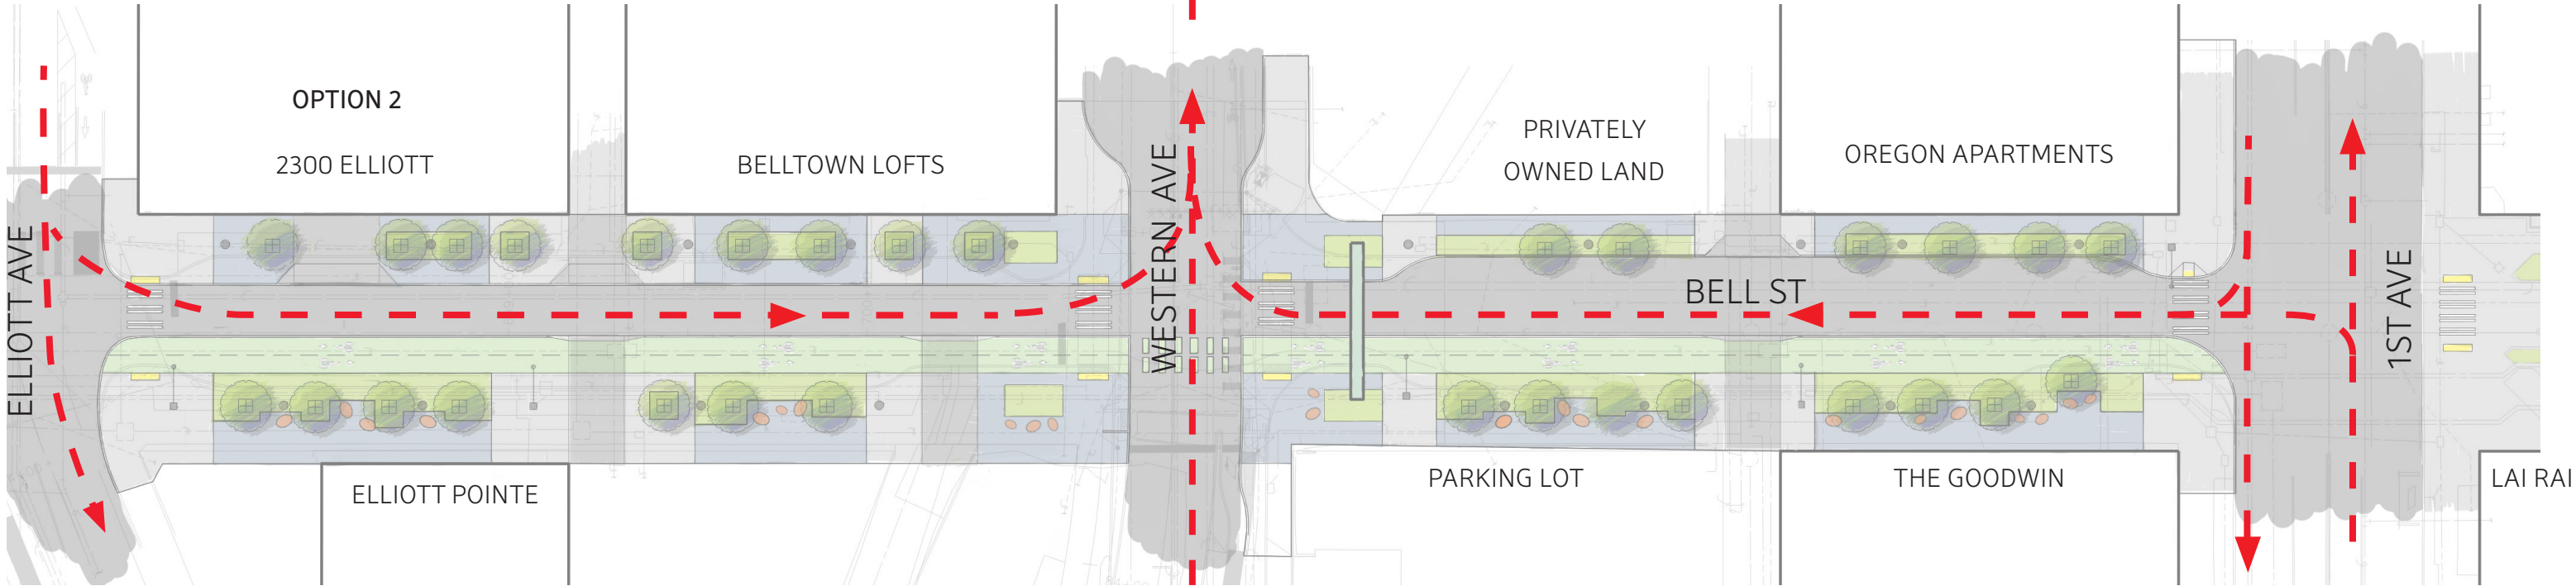 OPTION 2
2300 ELLIOTT
BELLTOWN LOFTS
PRIVATELY
OWNED LAND
OREGON APARTMENTS
ELLIOTT AVE
WESTERN AVE
BELL ST
1ST AVE
ELLIOTT POINTE
PARKING LOT
THE GOODWIN
LAI RAI